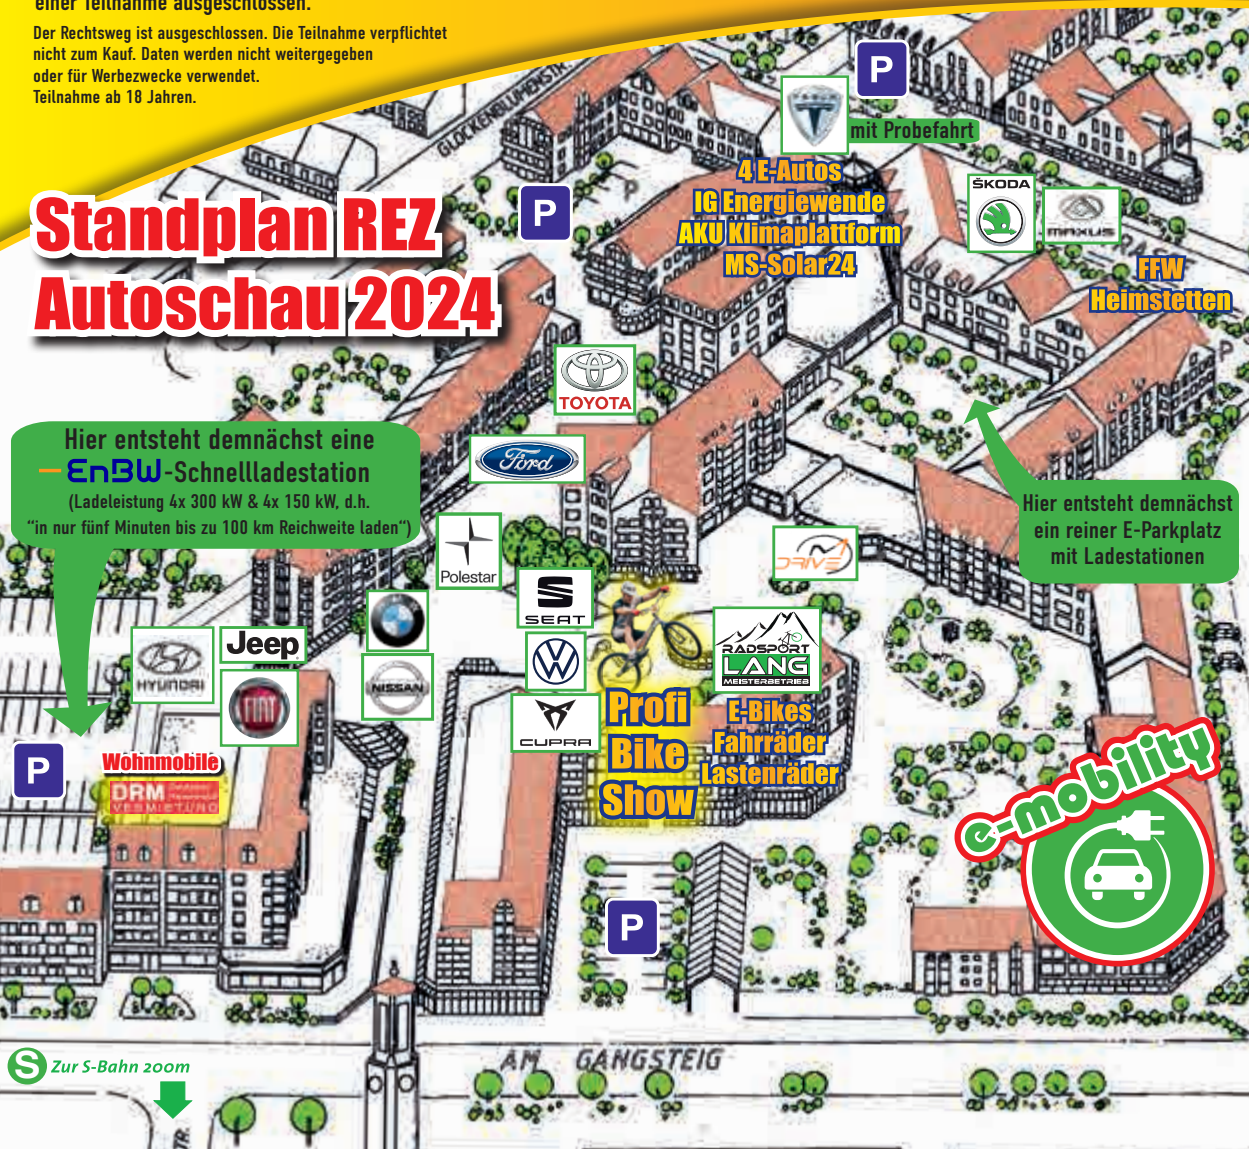 einer Teilnahme ausgeschlossen.
Der Rechtsweg ist ausgeschlossen. Die Teilnahme verpflichtet
nicht zum Kauf. Daten werden nicht weitergegeben
oder für Werbezwecke verwendet.
Teilnahme ab 18 Jahren.
GLOCKENBLUMENSTR.
P
mit Probefahrt
4 E-Autos
IG Energiewende
AKU Klimaplattform
MS-Solar24
P
P
ŠKODA
MAXUS
FFW
Heimstetten
P
Standplan REZ
Autoschau 2024
TOYOTA
Ford
Hier entsteht demnächst eine
EnBW-Schnellladestation
(Ladeleistung 4x 300 kW & 4x 150 kW, d.h.
“in nur fünf Minuten bis zu 100 km Reichweite laden“)
Hier entsteht demnächst
ein reiner E-Parkplatz
mit Ladestationen
Polestar
DRIVE
SEAT
BMW
HYUNDAI
Jeep
FIAT
NISSAN
VW
CUPRA
RADSPORT
LANG
MEISTERBETRIEB
Profi
Bike
Show
E-Bikes
Fahrräder
Lastenräder
P
Wohnmobile
DRM
VERMIETUNG
e-mobility
P
AM GANGSTEIG
S Zur S-Bahn 200m
TR.